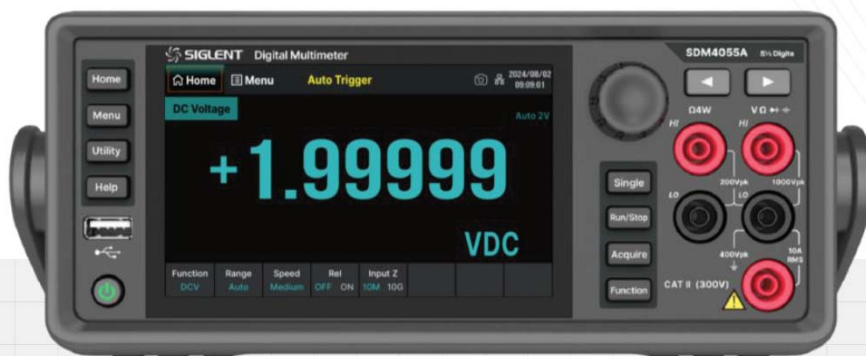 SIGLENT Digital Multimeter
SDM4055A 5½ Digits
Home
Menu
Utility
Help
Home Menu Auto Trigger 2024/08/02
09:09:01
DC Voltage
Auto 2V
+1.99999
VDC
Function Range Speed Rel Input Z
DCV Auto Medium OFF ON 10M 10G
Single
Run/Stop
Acquire
Function
Ω4W VΩ
HI HI
200Vpk 1000Vpk
LO LO
400Vpk 10A
RMS
CAT II (300V)